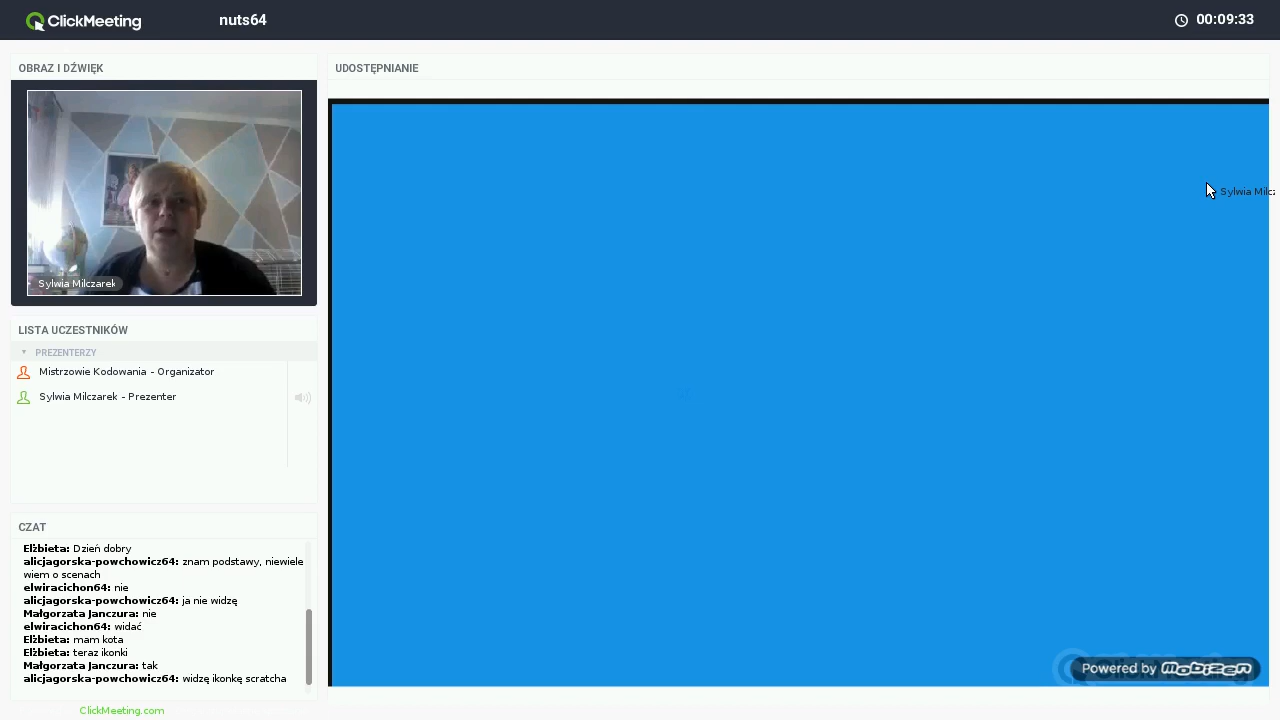 ClickMeeting
nuts64
00:09:33
OBRAZ I DŹWIĘK
Sylwia Milczarek
LISTA UCZESTNIKÓW
PREZENTERZY
Mistrzowie Kodowania - Organizator
Sylwia Milczarek - Prezenter
CZAT
Elżbieta: Dzień dobry
alicjagorska-powchowicz64: znam podstawy, niewiele
wiem o scenach
elwiracichon64: nie
alicjagorska-powchowicz64: ja nie widzę
Małgorzata Janczura: nie
elwiracichon64: widać
Elżbieta: mam kota
Elżbieta: teraz ikonki
Małgorzata Janczura: tak
alicjagorska-powchowicz64: widzę ikonkę scratcha
ClickMeeting.com
UDOSTĘPNIANIE
Sylwia Milcz
Powered by Mobizen